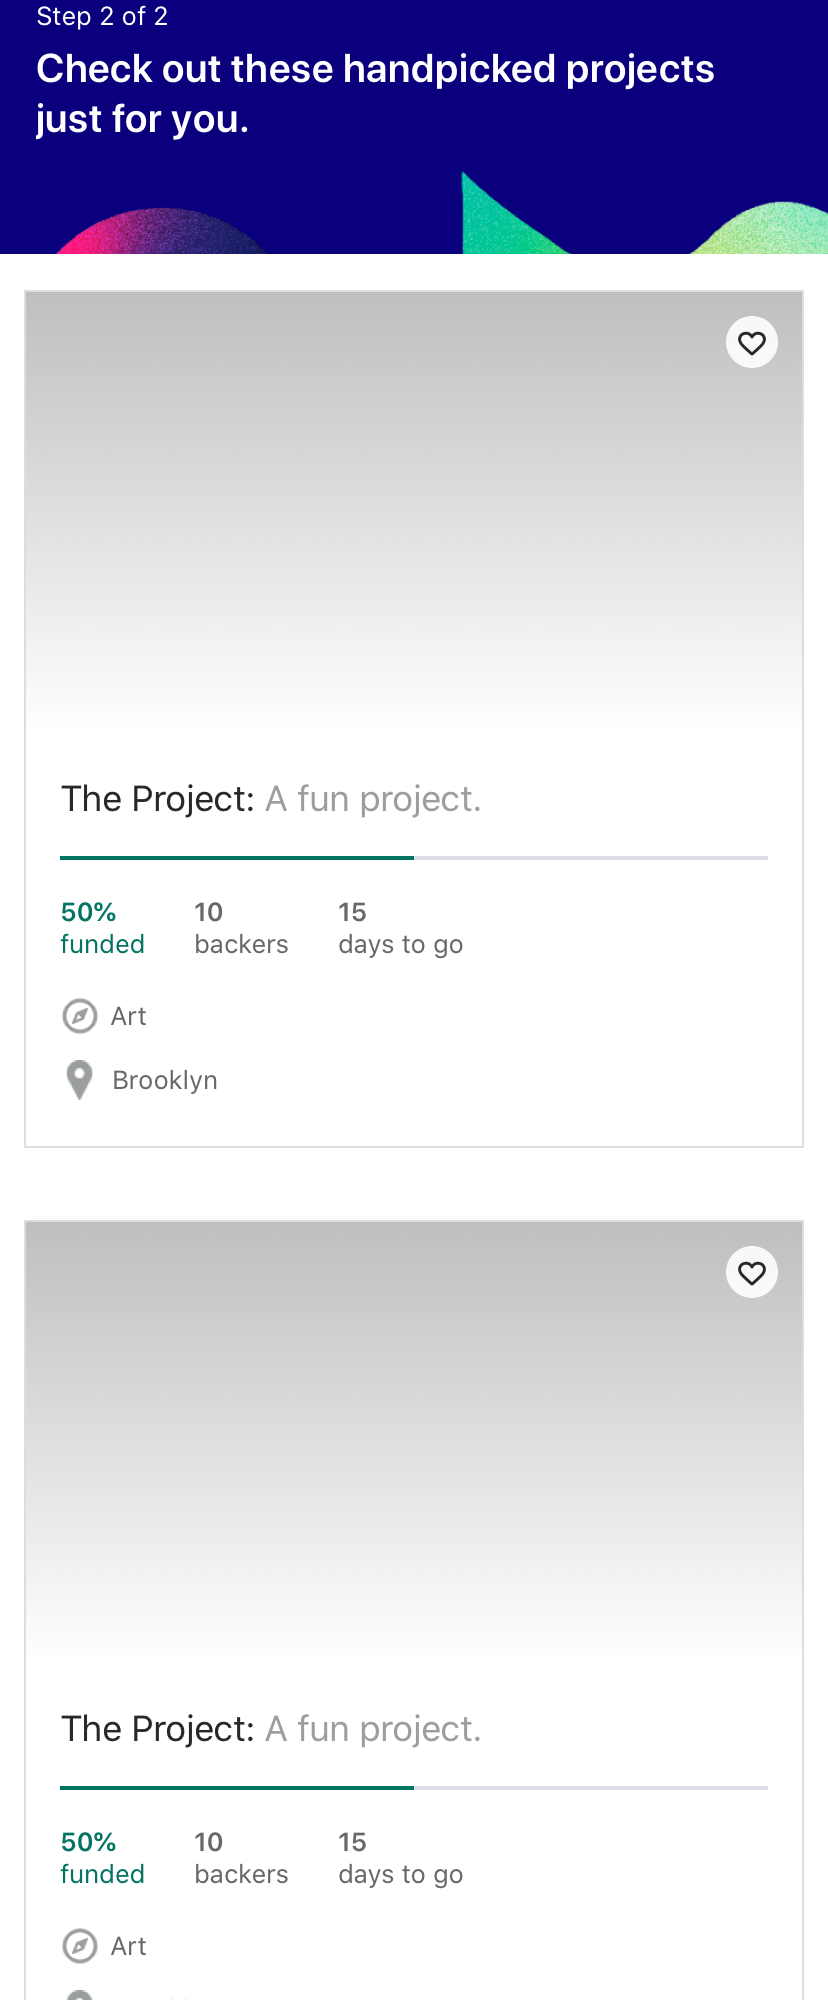 Step 2 of 2
Check out these handpicked projects
just for you.
The Project: A fun project.
50% 10 15
funded backers days to go
Art
Brooklyn
The Project: A fun project.
50% 10 15
funded backers days to go
Art